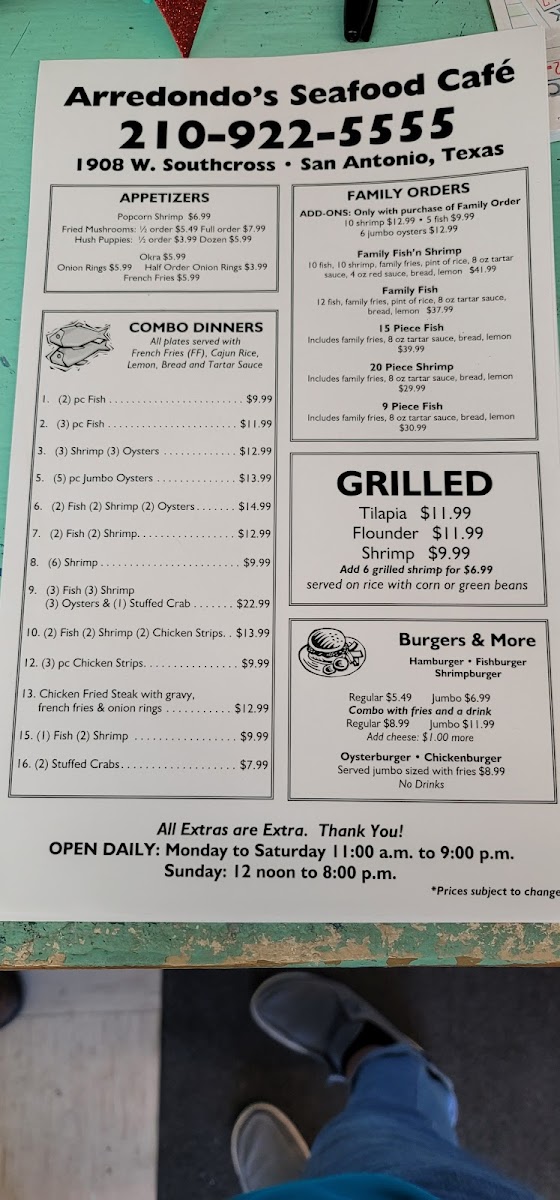 Arredondo's Seafood Café
210-922-5555
1908 W. Southcross • San Antonio, Texas
APPETIZERS
Popcorn Shrimp $6.99
Fried Mushrooms: ½ order $5.49 Full order $7.99
Hush Puppies: ½ order $3.99 Dozen $5.99
Okra $5.99
Onion Rings $5.99 Half Order Onion Rings $3.99
French Fries $5.99
COMBO DINNERS
All plates served with
French Fries (FF), Cajun Rice,
Lemon, Bread and Tartar Sauce
1. (2) pc Fish . . . . . . . . . . . . . . . . . . . . . . $9.99
2. (3) pc Fish . . . . . . . . . . . . . . . . . . . . . $11.99
3. (3) Shrimp (3) Oysters . . . . . . . . . . . . $12.99
5. (5) pc Jumbo Oysters . . . . . . . . . . . . . $13.99
6. (2) Fish (2) Shrimp (2) Oysters . . . . . . $14.99
7. (2) Fish (2) Shrimp. . . . . . . . . . . . . . . . $12.99
8. (6) Shrimp . . . . . . . . . . . . . . . . . . . . . . $9.99
9. (3) Fish (3) Shrimp
(3) Oysters & (1) Stuffed Crab . . . . . . $22.99
10. (2) Fish (2) Shrimp (2) Chicken Strips. . $13.99
12. (3) pc Chicken Strips. . . . . . . . . . . . . . . $9.99
13. Chicken Fried Steak with gravy,
french fries & onion rings . . . . . . . . . . $12.99
15. (1) Fish (2) Shrimp . . . . . . . . . . . . . . . . $9.99
16. (2) Stuffed Crabs. . . . . . . . . . . . . . . . . . $7.99
FAMILY ORDERS
ADD-ONS: Only with purchase of Family Order
10 shrimp $12.99 • 5 fish $9.99
6 jumbo oysters $12.99
Family Fish'n Shrimp
10 fish, 10 shrimp, family fries, pint of rice, 8 oz tartar
sauce, 4 oz red sauce, bread, lemon $41.99
Family Fish
12 fish, family fries, pint of rice, 8 oz tartar sauce,
bread, lemon $37.99
15 Piece Fish
Includes family fries, 8 oz tartar sauce, bread, lemon
$39.99
20 Piece Shrimp
Includes family fries, 8 oz tartar sauce, bread, lemon
$29.99
9 Piece Fish
Includes family fries, 8 oz tartar sauce, bread, lemon
$30.99
GRILLED
Tilapia $11.99
Flounder $11.99
Shrimp $9.99
Add 6 grilled shrimp for $6.99
served on rice with corn or green beans
Burgers & More
Hamburger • Fishburger
Shrimpburger
Regular $5.49 Jumbo $6.99
Combo with fries and a drink
Regular $8.99 Jumbo $11.99
Add cheese: $1.00 more
Oysterburger • Chickenburger
Served jumbo sized with fries $8.99
No Drinks
All Extras are Extra. Thank You!
OPEN DAILY: Monday to Saturday 11:00 a.m. to 9:00 p.m.
Sunday: 12 noon to 8:00 p.m.
*Prices subject to change